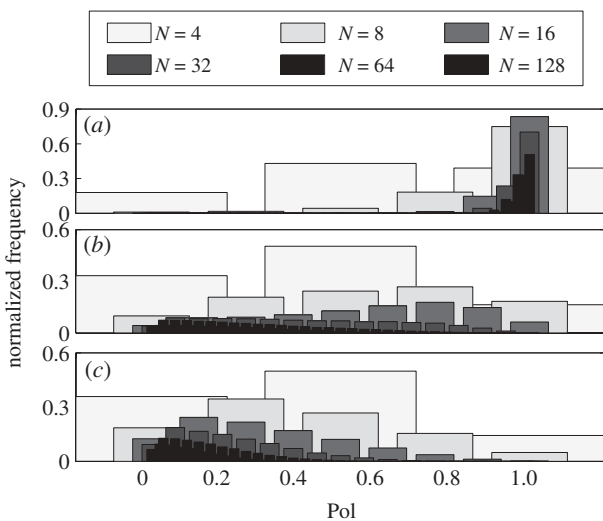 N = 4 N = 8 N = 16
N = 32 N = 64 N = 128
normalized frequency
0.9
0.6
0.3
0
(a)
0.6
0.3
0
(b)
0.6
0.3
0
(c)
0 0.2 0.4 0.6 0.8 1.0
Pol